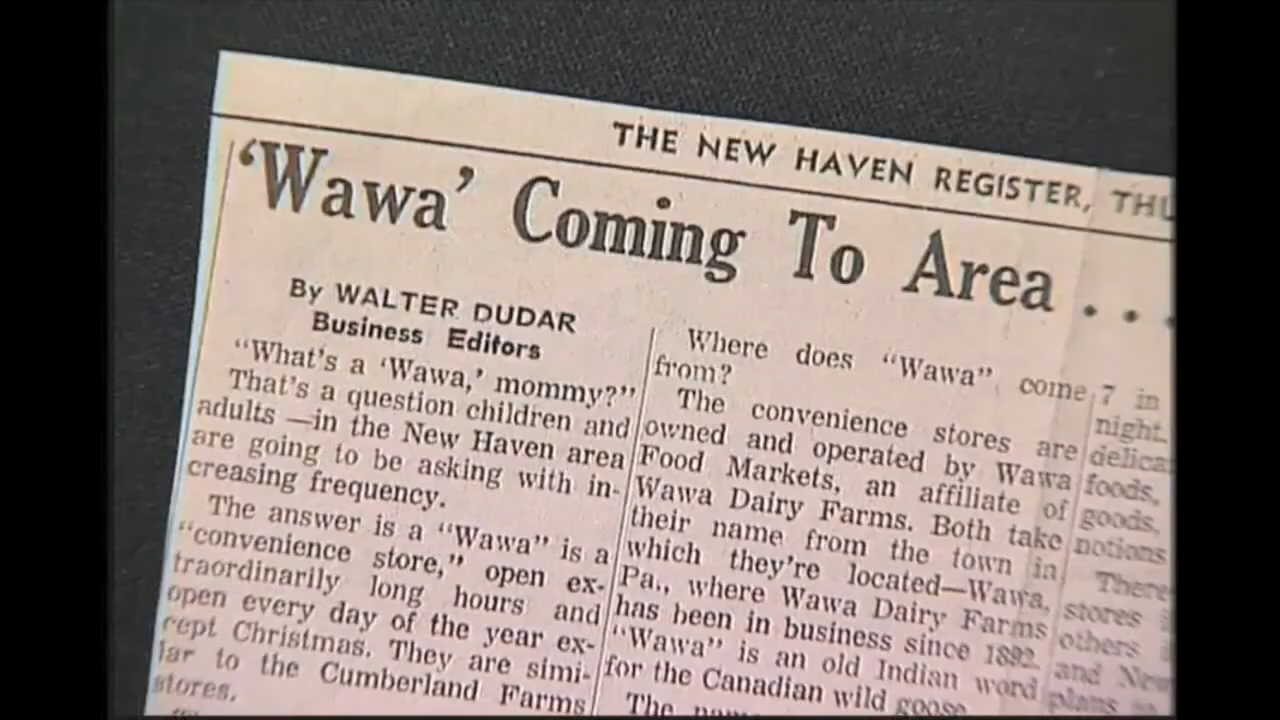 THE NEW HAVEN REGISTER,
'Wawa' Coming To Area . . .
By WALTER DUDAR
Business Editors
"What's a 'Wawa,' mommy?"
That's a question children and
adults —in the New Haven area
are going to be asking with in-
creasing frequency.
The answer is a "Wawa" is a
"convenience store," open ex-
traordinarily long hours and
open every day of the year ex-
cept Christmas. They are simi-
lar to the Cumberland Farms
stores.
Where does "Wawa" come
from?
The convenience stores are
owned and operated by Wawa
Food Markets, an affiliate of
Wawa Dairy Farms. Both take
their name from the town in
which they're located—Wawa,
Pa., where Wawa Dairy Farms
has been in business since 1892.
"Wawa" is an old Indian word
for the Canadian wild goose
The
7 in
night.
foods,
goods,
notions
There
stores
others
and
plans